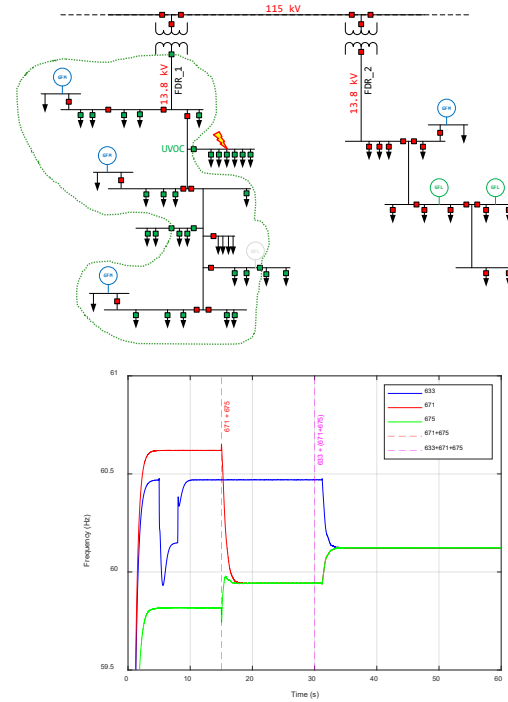 115 kV
13.8 kV
FDR_1
13.8 kV
FDR_2
GFM
GFM
UVOC
GFM
GFL
GFL
GFM
61
60.5
60
59.5
0
10
20
30
40
50
60
Frequency (Hz)
Time (s)
671 + 675
633 + (671+675)
633
671
675
671+675
633+671+675